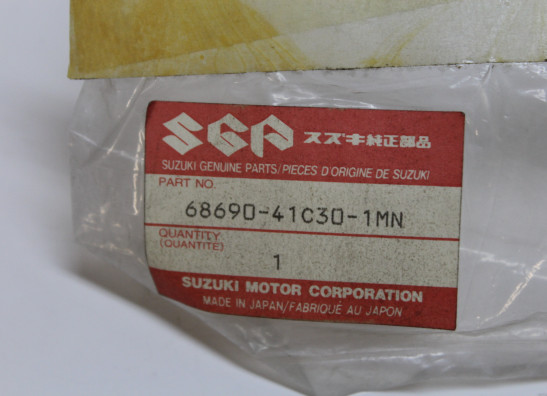 SGP スズキ純正部品
SUZUKI GENUINE PARTS/PIECES D'ORIGINE DE SUZUKI
PART NO.
68690-41C30-1MN
QUANTITY
(QUANTITE)
1
SUZUKI MOTOR CORPORATION
MADE IN JAPAN/FABRIQUÉ AU JAPON